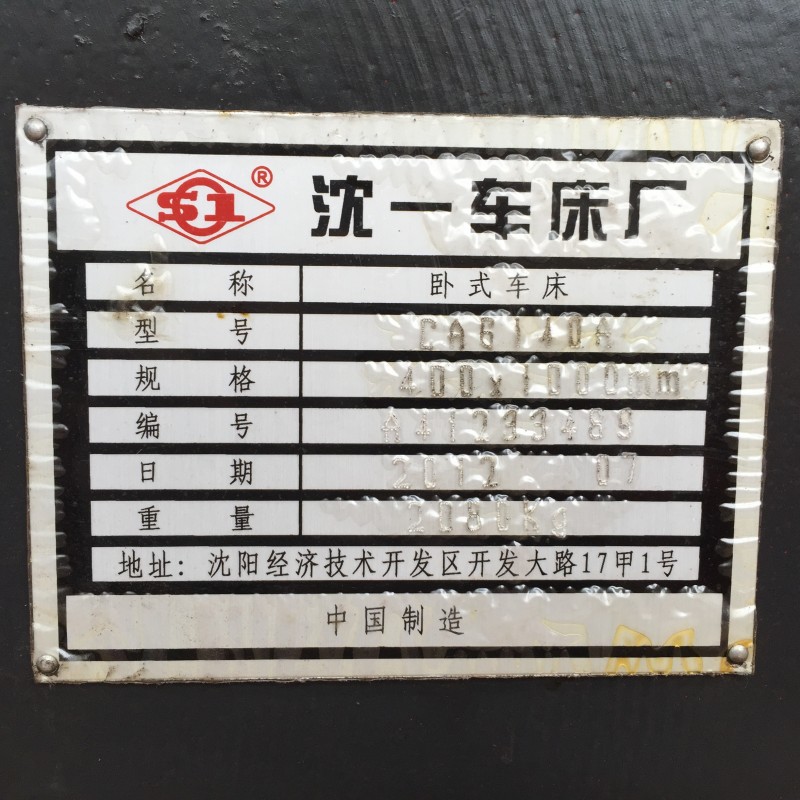 S1 ® 沈一车床厂
名称 卧式车床
型号 CA6140A
规格 400x1000mm
编号 A41233489
日期 2012 07
重量 2080Kg
地址: 沈阳经济技术开发区开发大路17甲1号
中国制造